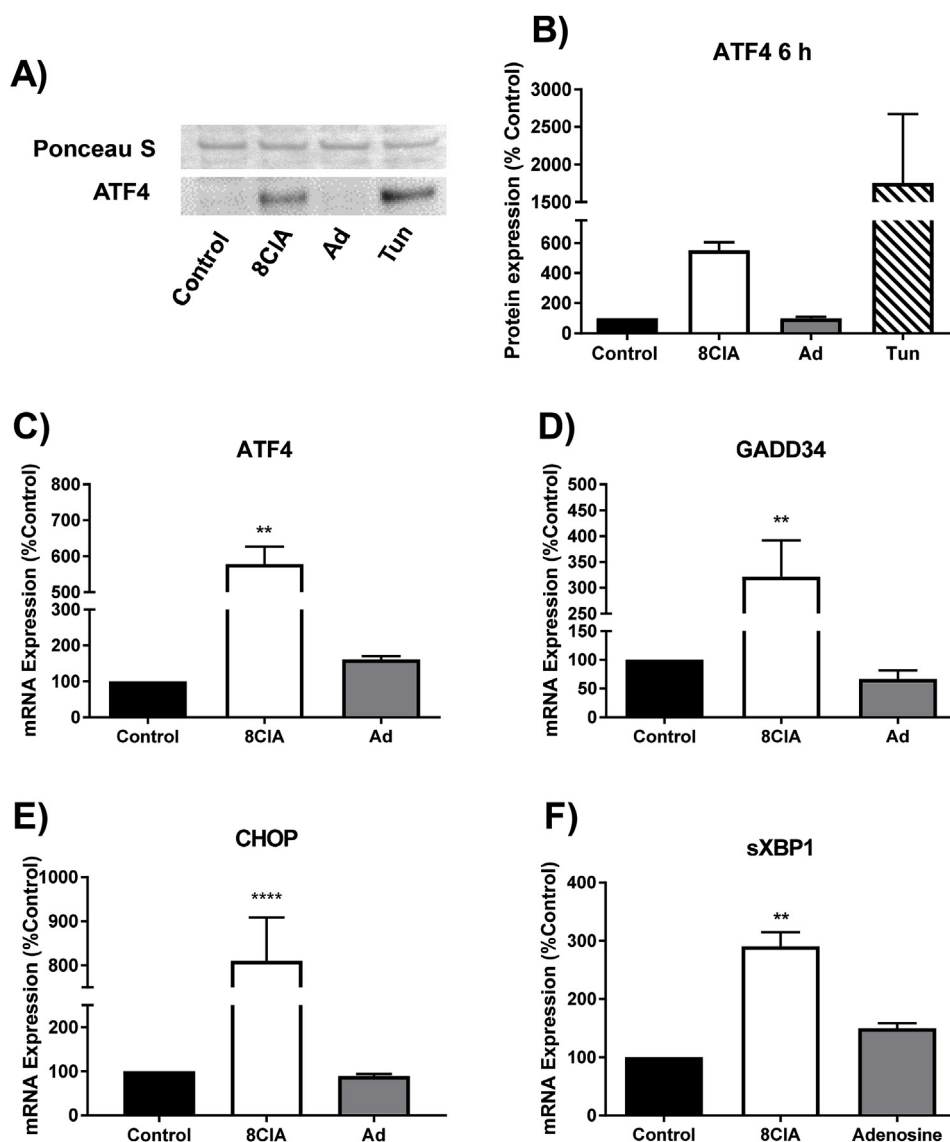 A)
Ponceau S
ATF4
Control 8ClA Ad Tun
B)
ATF4 6 h
Protein expression (% Control)
3000
2500
2000
1500
600
400
200
0
Control 8ClA Ad Tun
C)
ATF4
mRNA Expression (%Control)
800
700
600
500
300
200
100
0
**
Control 8ClA Ad
D)
GADD34
mRNA Expression (%Control)
500
450
400
350
300
250
150
100
50
0
**
Control 8ClA Ad
E)
CHOP
mRNA Expression (%Control)
1000
900
800
200
100
0
****
Control 8ClA Ad
F)
sXBP1
mRNA Expression (%Control)
400
300
200
100
0
**
Control 8ClA Adenosine